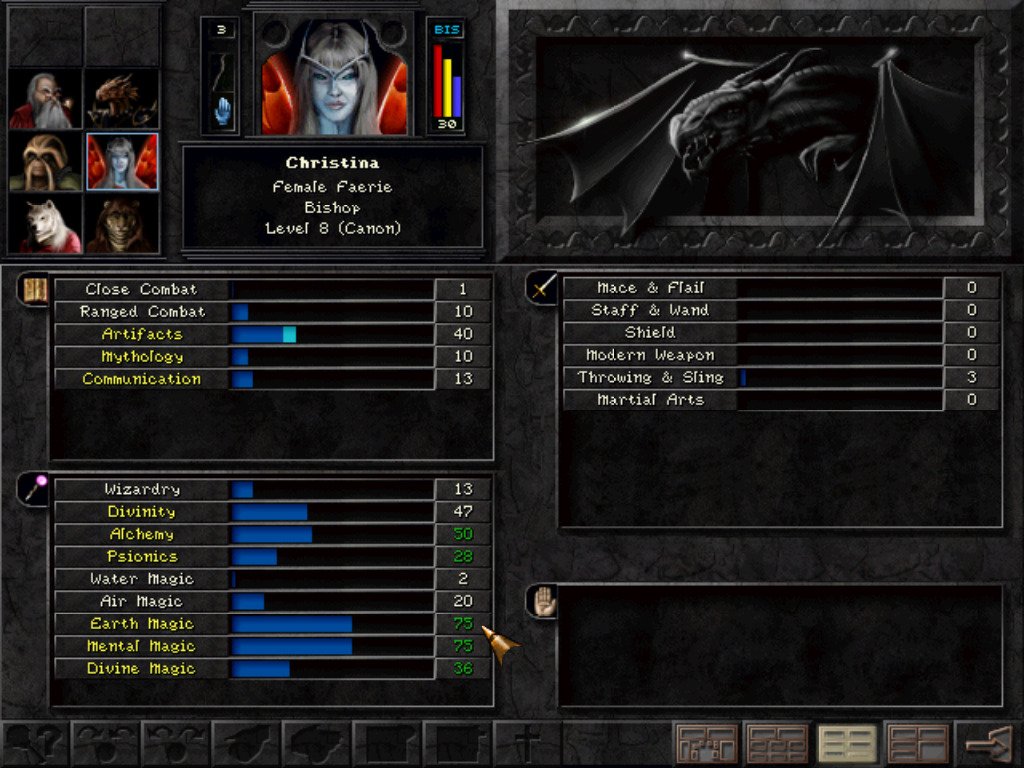 3
BIS
30
Christina
Female Faerie
Bishop
Level 8 (Canon)
Close Combat 1
Ranged Combat 10
Artifacts 40
Mythology 10
Communication 13
Mace & Flail 0
Staff & Wand 0
Shield 0
Modern Weapon 0
Throwing & Sling 3
Martial Arts 0
Wizardry 13
Divinity 47
Alchemy 50
Psionics 28
Water Magic 2
Air Magic 20
Earth Magic 75
Mental Magic 75
Divine Magic 36